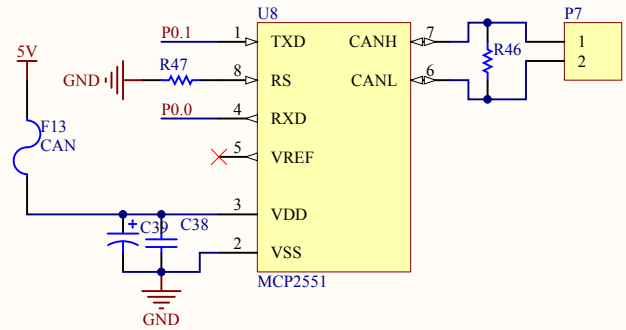 U8
P7
P0.1
1
TXD
CANH
7
1
5V
R47
R46
2
GND
8
RS
CANL
6
P0.0
4
RXD
F13
CAN
5
VREF
3
VDD
+
C39
C38
2
VSS
MCP2551
GND